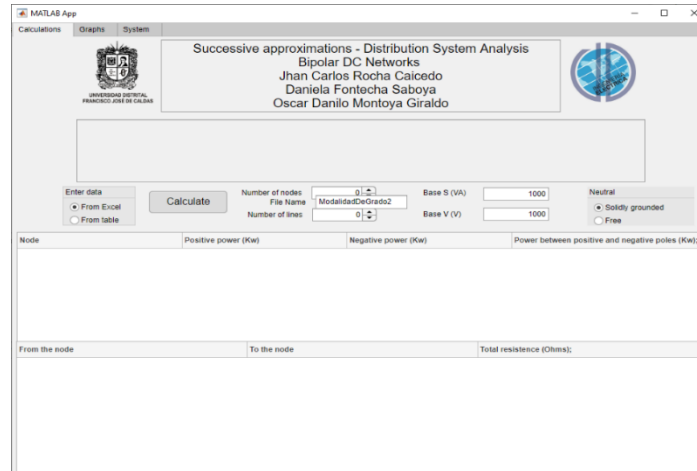 MATLAB App
Calculations Graphs System
UNIVERSIDAD DISTRITAL
FRANCISCO JOSÉ DE CALDAS
Successive approximations - Distribution System Analysis
Bipolar DC Networks
Jhan Carlos Rocha Caicedo
Daniela Fontecha Saboya
Oscar Danilo Montoya Giraldo
Enter data
From Excel
From table
Calculate
Number of nodes 0
File Name ModalidadDeGrado2
Number of lines 0
Base S (VA) 1000
Base V (V) 1000
Neutral
Solidly grounded
Free
Node Positive power (Kw) Negative power (Kw) Power between positive and negative poles (Kw);
From the node To the node Total resistence (Ohms);